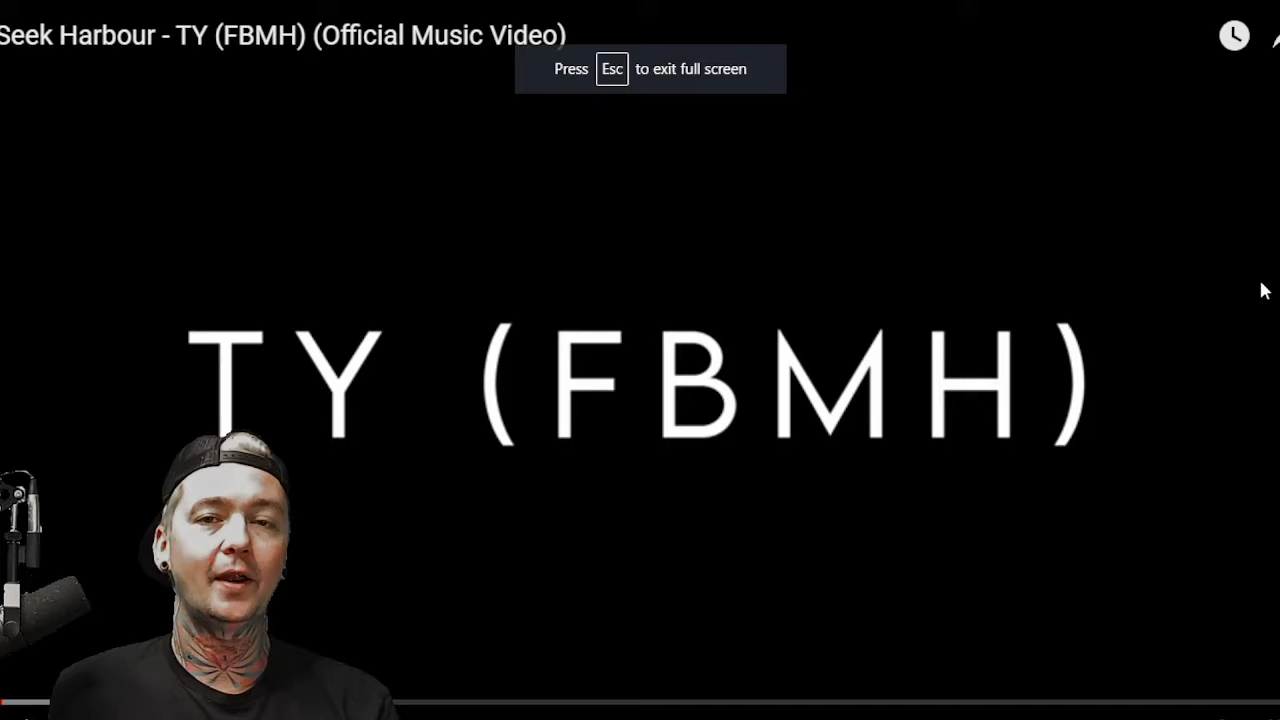 Seek Harbour - TY (FBMH) (Official Music Video)
Press Esc to exit full screen
TY (FBMH)